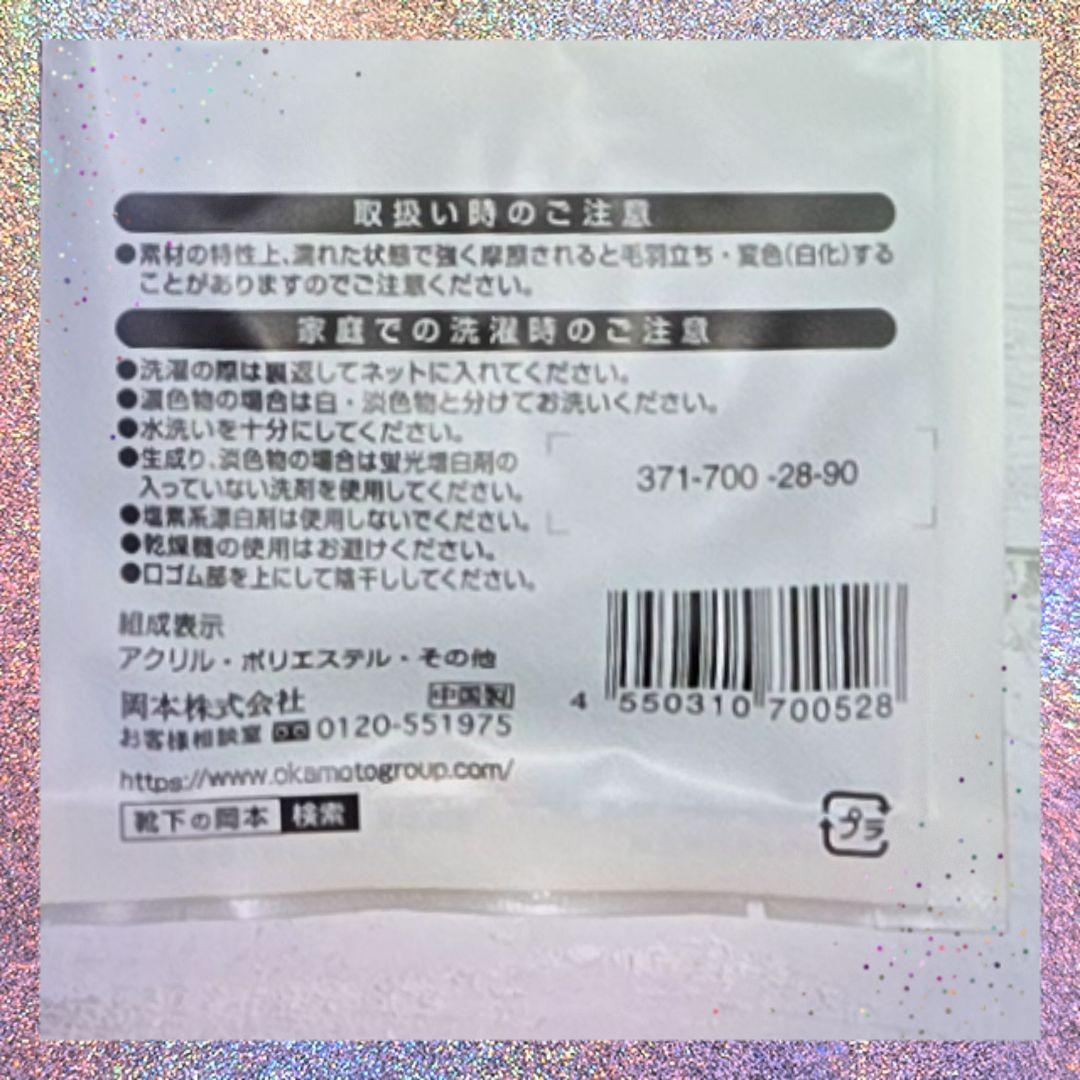 取扱い時のご注意
●素材の特性上、濡れた状態で強く摩擦されると毛羽立ち・変色(白化)する
ことがありますのでご注意ください。
家庭での洗濯時のご注意
●洗濯の際は裏返してネットに入れてください。
●濃色物の場合は白・淡色物と分けてお洗いください。
●水洗いを十分にしてください。
●生成り、淡色物の場合は蛍光増白剤の
入っていない洗剤を使用してください。
●塩素系漂白剤は使用しないでください。
●乾燥機の使用はお避けください。
●口ゴム部を上にして陰干ししてください。
371-700 -28-90
組成表示
アクリル・ポリエステル・その他
岡本株式会社 中国製
お客様相談室 0120-551975
https://www.okamotogroup.com/
靴下の岡本 検索
4 550310 700528
プラ